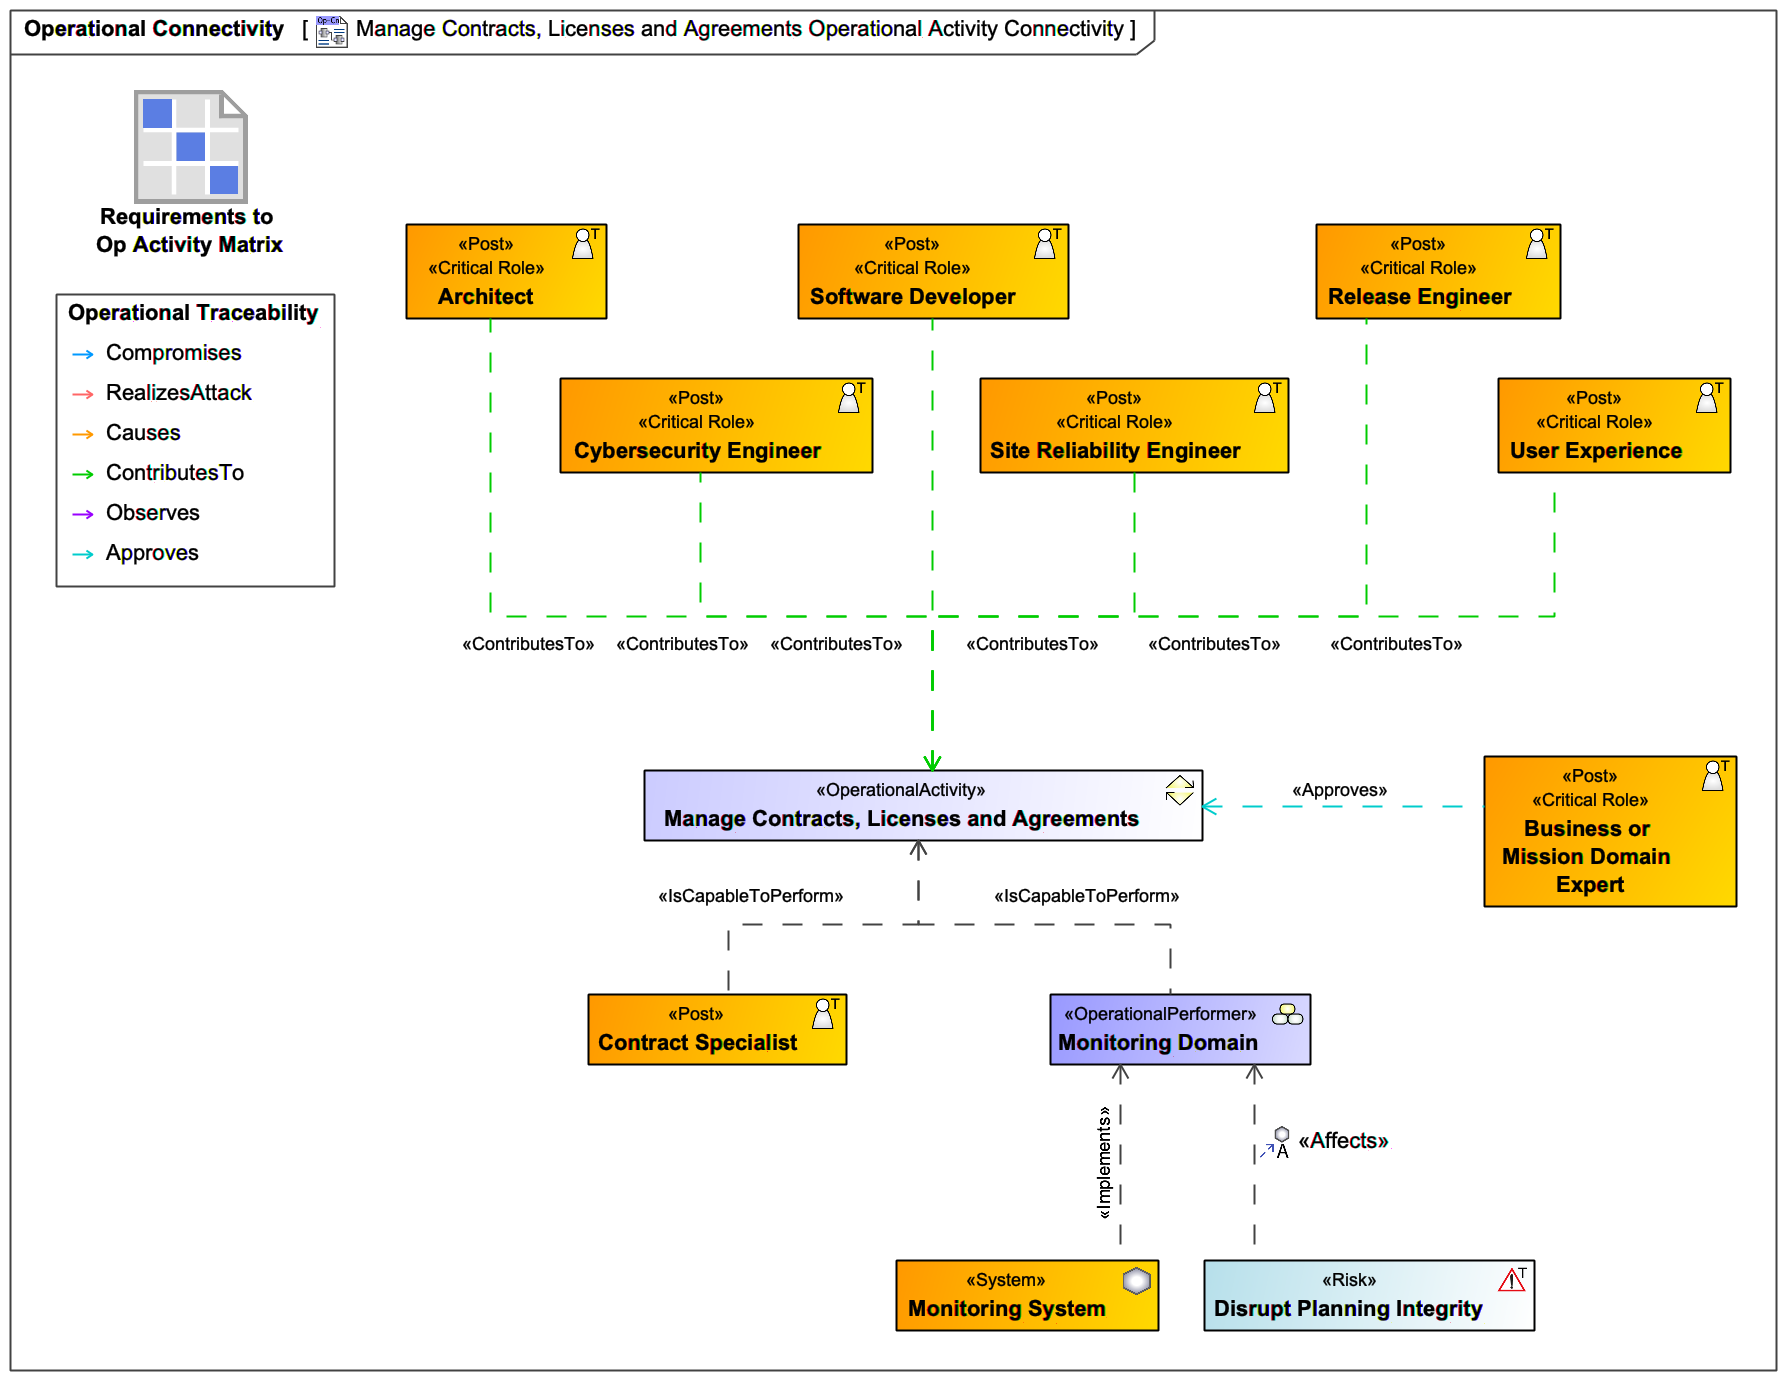 Operational Connectivity [ Op-Cn Manage Contracts, Licenses and Agreements Operational Activity Connectivity ]
Requirements to
Op Activity Matrix
Operational Traceability
Compromises
RealizesAttack
Causes
ContributesTo
Observes
Approves
«Post» T
«Critical Role»
Architect
«Post» T
«Critical Role»
Software Developer
«Post» T
«Critical Role»
Release Engineer
«Post» T
«Critical Role»
Cybersecurity Engineer
«Post» T
«Critical Role»
Site Reliability Engineer
«Post» T
«Critical Role»
User Experience
«ContributesTo» «ContributesTo» «ContributesTo» «ContributesTo» «ContributesTo» «ContributesTo»
«OperationalActivity»
Manage Contracts, Licenses and Agreements
«Approves»
«Post» T
«Critical Role»
Business or
Mission Domain
Expert
«IsCapableToPerform» «IsCapableToPerform»
«Post» T
Contract Specialist
«OperationalPerformer»
Monitoring Domain
«Implements»
A «Affects»
«System»
Monitoring System
«Risk» T
Disrupt Planning Integrity